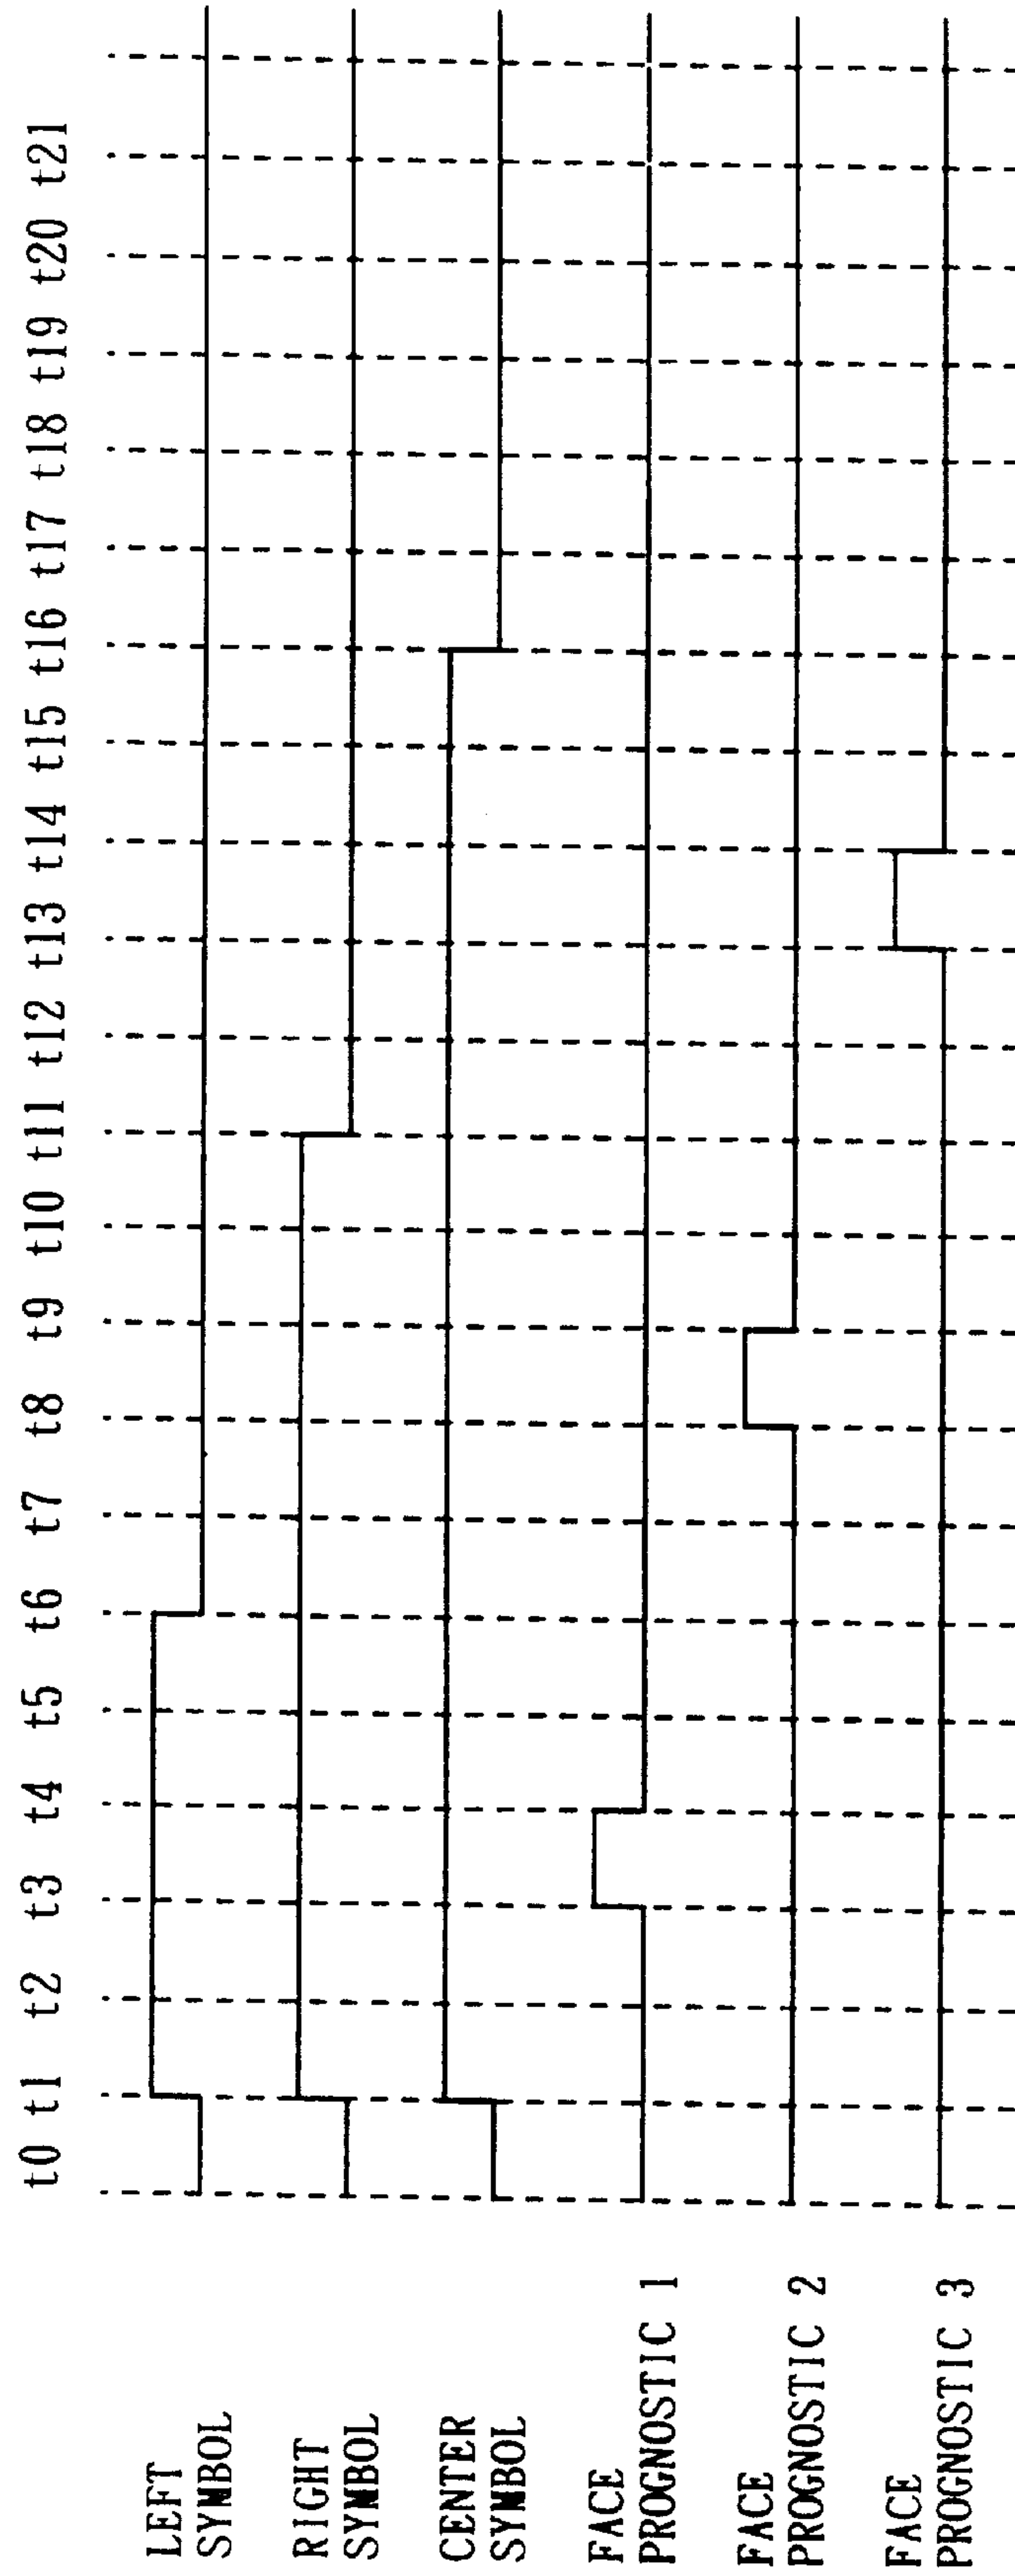 t0 t1 t2 t3 t4 t5 t6 t7 t8 t9 t10 t11 t12 t13 t14 t15 t16 t17 t18 t19 t20 t21
LEFT
SYMBOL
RIGHT
SYMBOL
CENTER
SYMBOL
FACE
PROGNOSTIC 1
FACE
PROGNOSTIC 2
FACE
PROGNOSTIC 3